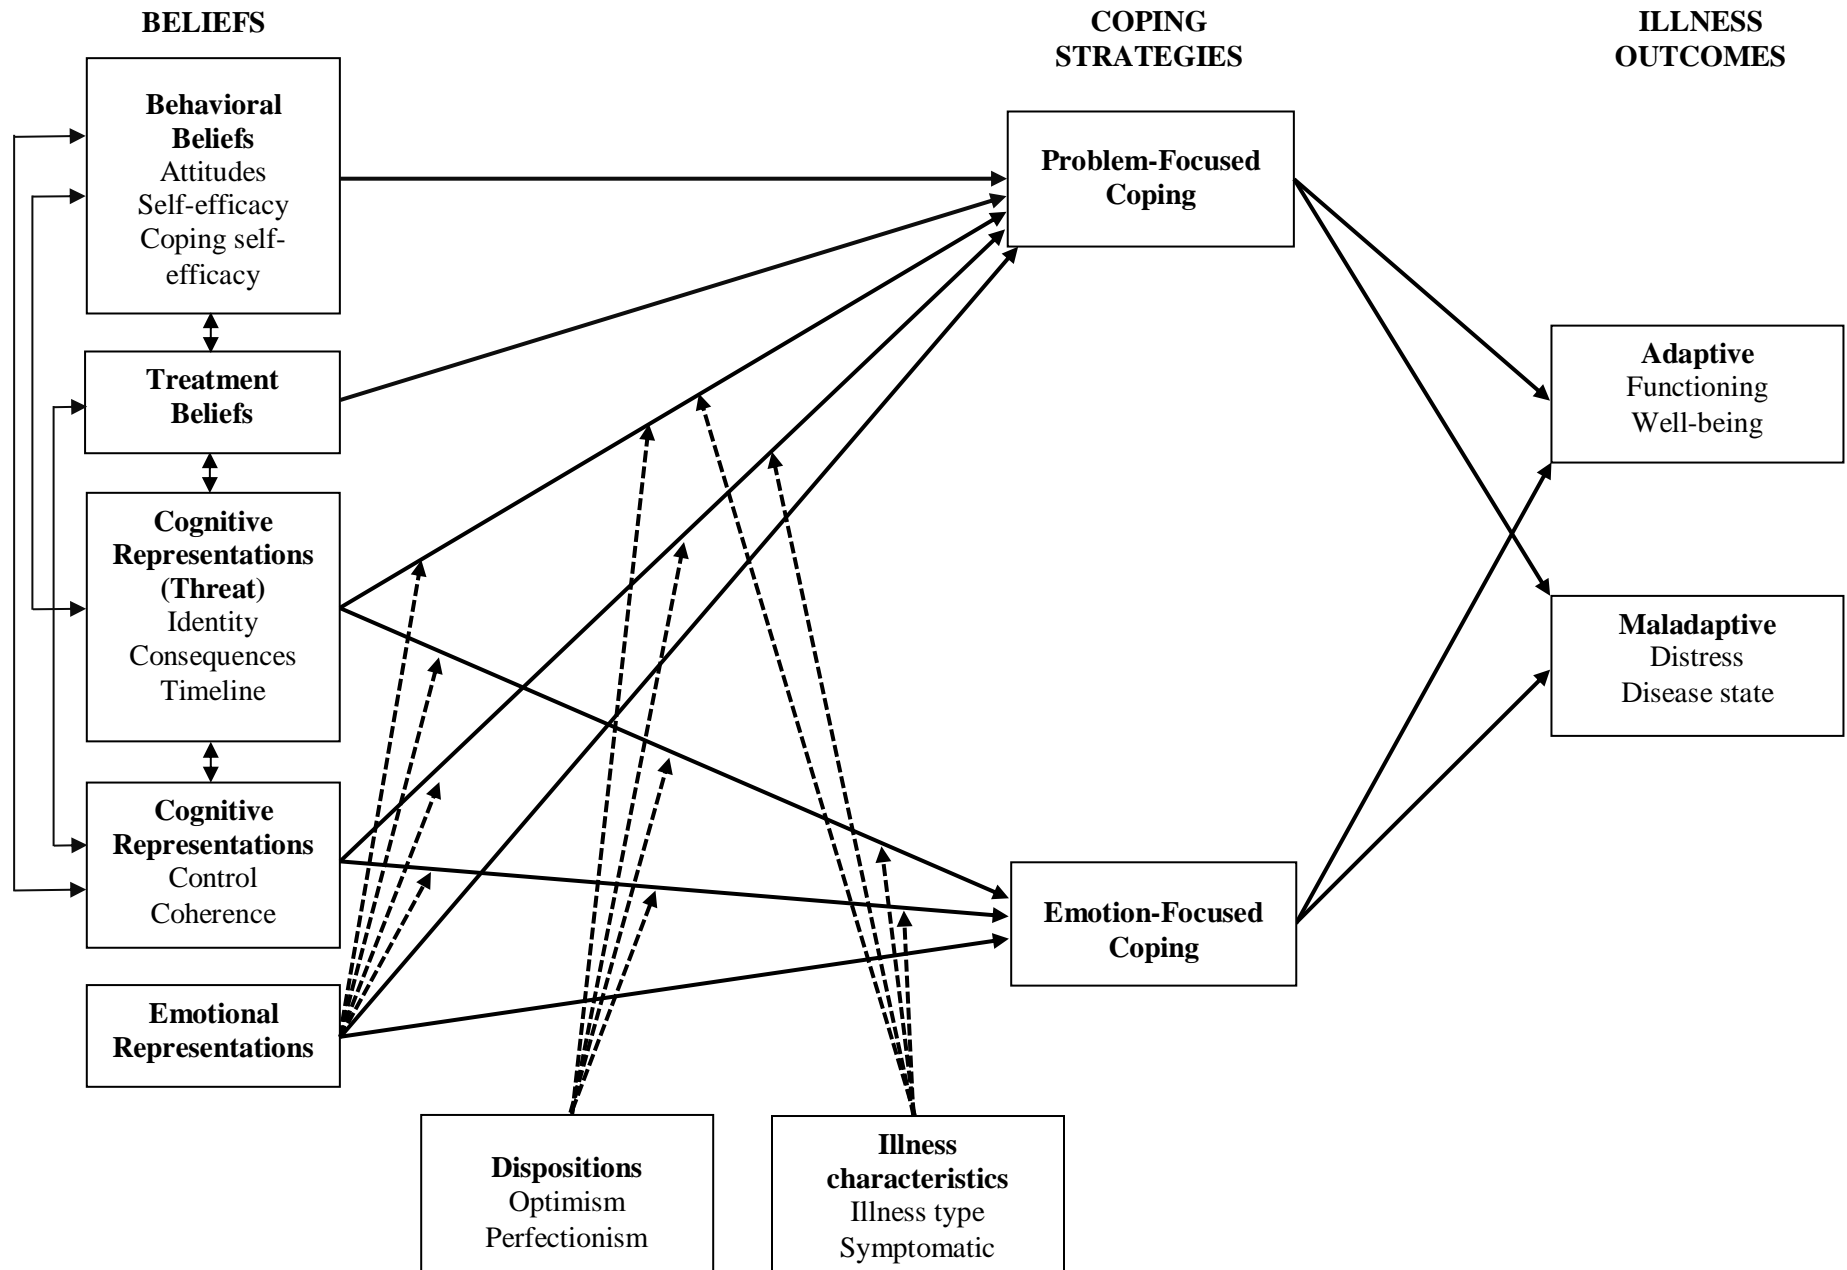 BELIEFS
COPING
STRATEGIES
ILLNESS
OUTCOMES
Behavioral
Beliefs
Attitudes
Self-efficacy
Coping self-
efficacy
Treatment
Beliefs
Cognitive
Representations
(Threat)
Identity
Consequences
Timeline
Cognitive
Representations
Control
Coherence
Emotional
Representations
Dispositions
Optimism
Perfectionism
Illness
characteristics
Illness type
Symptomatic
Problem-Focused
Coping
Emotion-Focused
Coping
Adaptive
Functioning
Well-being
Maladaptive
Distress
Disease state